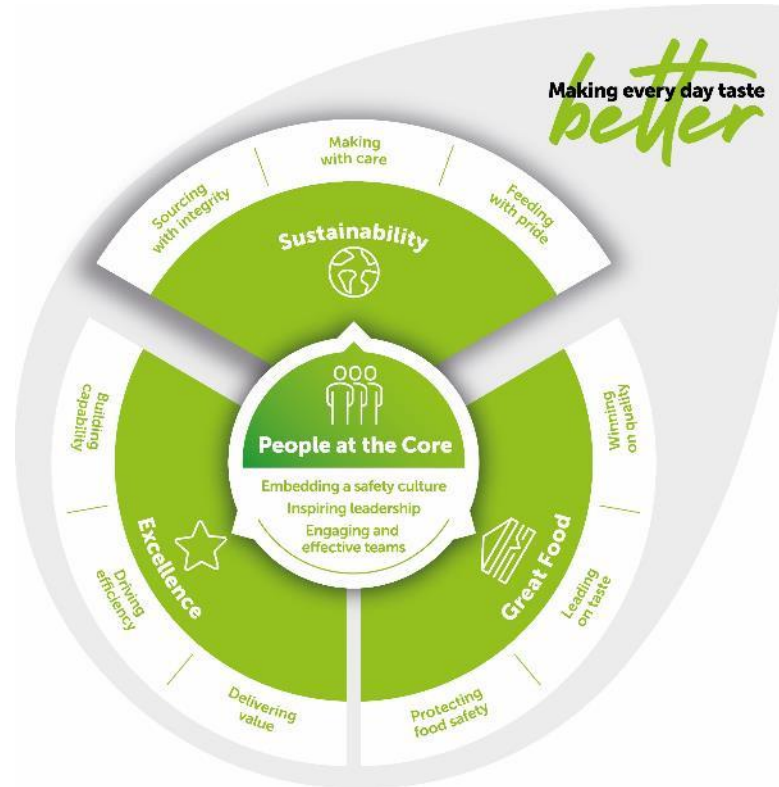 Making every day taste
better
Making
with care
Sourcing
with integrity
Feeding
with pride
Sustainability
People at the Core
Embedding a safety culture
Inspiring leadership
Engaging and
effective teams
Building
capability
Driving
efficiency
Delivering
value
Excellence
Winning
on quality
Leading
on taste
Protecting
food safety
Great Food